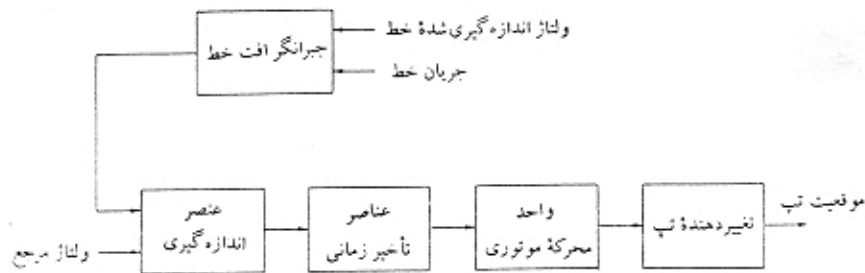 ولتاژ اندازه‌گیری‌شدهٔ خط
جبرانگر افت خط
جریان خط
موقعیت تپ
تغییردهندهٔ تپ
واحد
محرکهٔ موتوری
عناصر
تأخیر زمانی
عنصر
اندازه‌گیری
ولتاژ مرجع